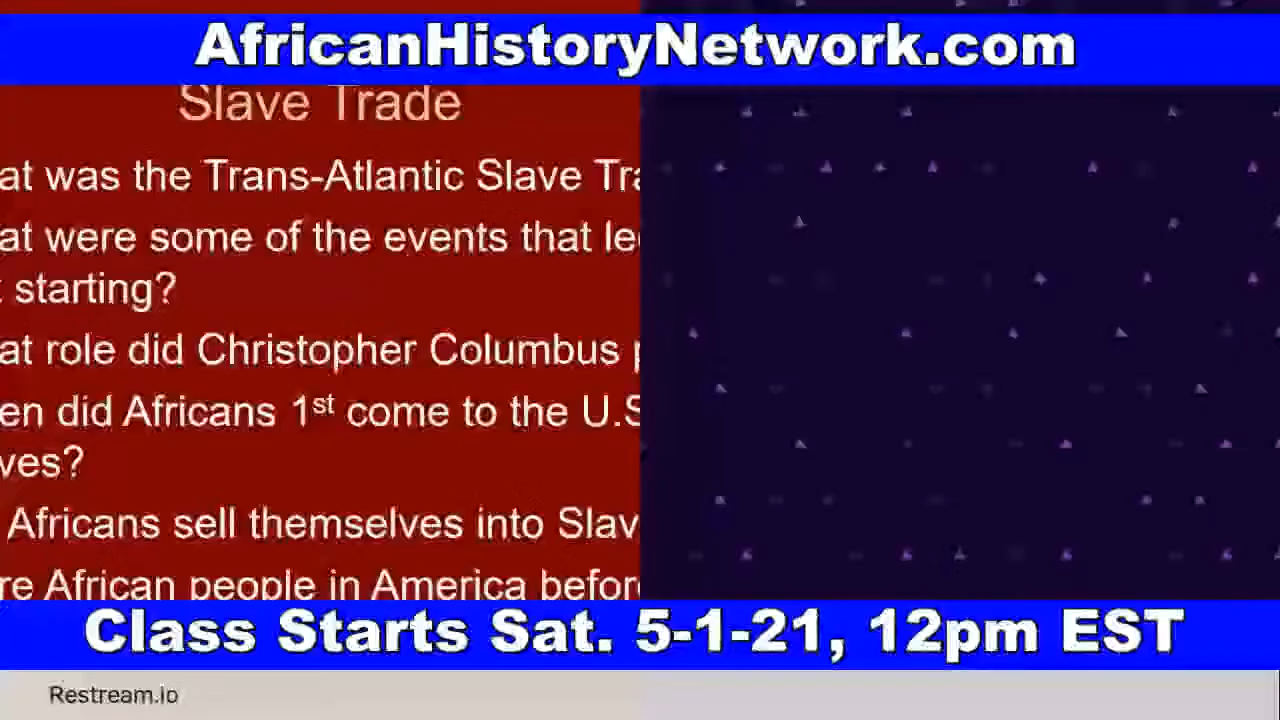 AfricanHistoryNetwork.com
Slave Trade
at was the Trans-Atlantic Slave Tra
at were some of the events that le
starting?
at role did Christopher Columbus p
en did Africans 1st come to the U.S
ves?
Africans sell themselves into Slav
re African people in America befor
Class Starts Sat. 5-1-21, 12pm EST
Restream.io